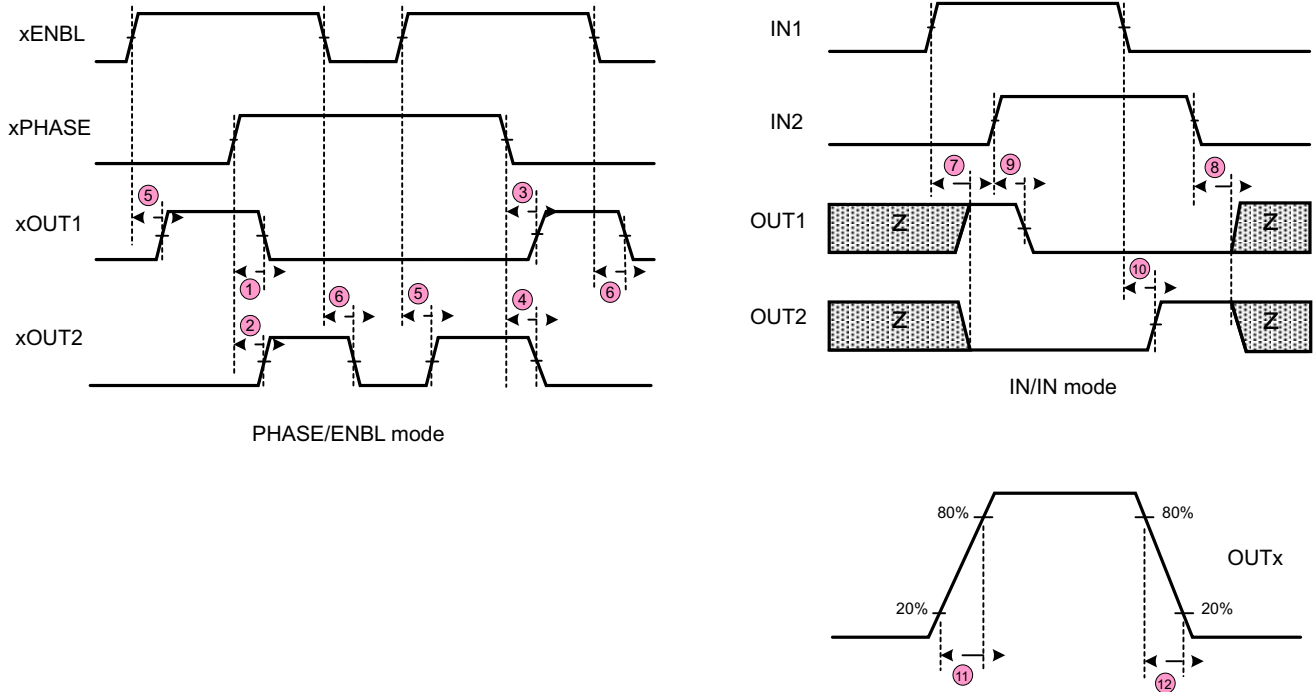 xENBL
xPHASE
5
3
xOUT1
1
6
6
5
4
2
xOUT2
PHASE/ENBL mode
IN1
IN2
7
9
8
OUT1
Z
Z
10
OUT2
Z
Z
IN/IN mode
80%
80%
OUTx
20%
20%
11
12